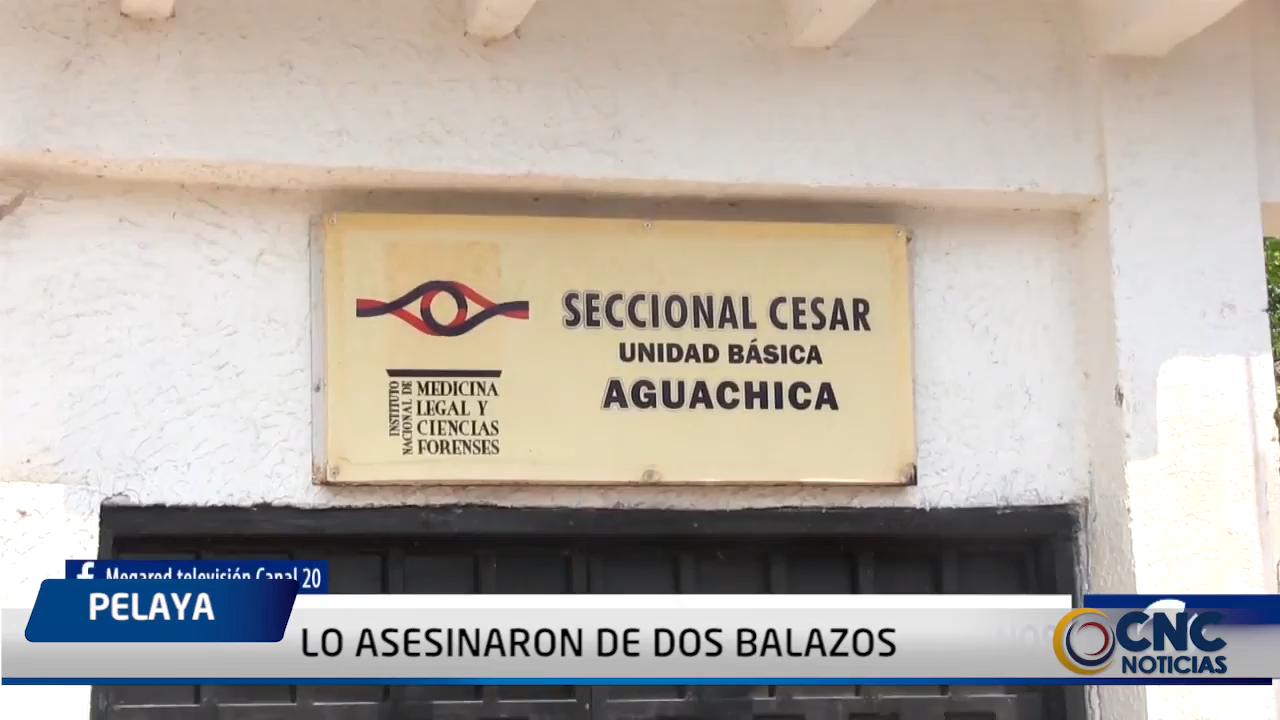 SECCIONAL CESAR
UNIDAD BÁSICA
AGUACHICA
INSTITUTO
NACIONAL DE
MEDICINA
LEGAL Y
CIENCIAS
FORENSES
Megared televisión Canal 20
PELAYA
LO ASESINARON DE DOS BALAZOS
CNC
NOTICIAS